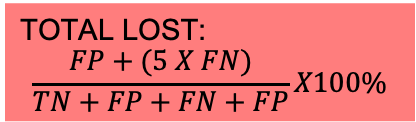 TOTAL LOST:
FP + (5 X FN)
TN + FP + FN + FP X100%